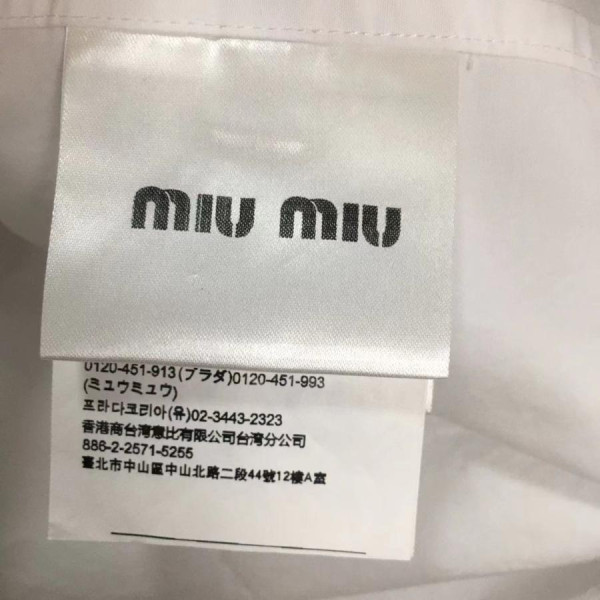 miu miu
0120-451-913(プラダ)0120-451-993
(ミュウミュウ)
프라다코리아(유)02-3443-2323
香港商台灣意比有限公司台湾分公司
886-2-2571-5255
臺北市中山區中山北路二段44號12樓A室